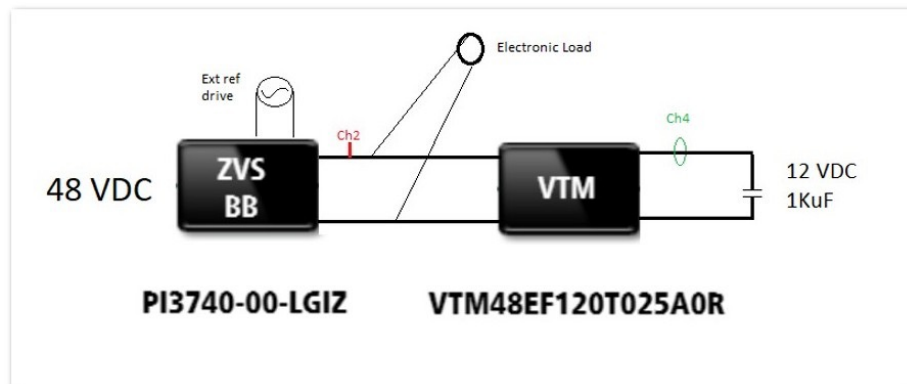 Electronic Load
Ext ref
drive
Ch2
Ch4
48 VDC
ZVS
BB
VTM
12 VDC
1KuF
PI3740-00-LGIZ
VTM48EF120T025A0R